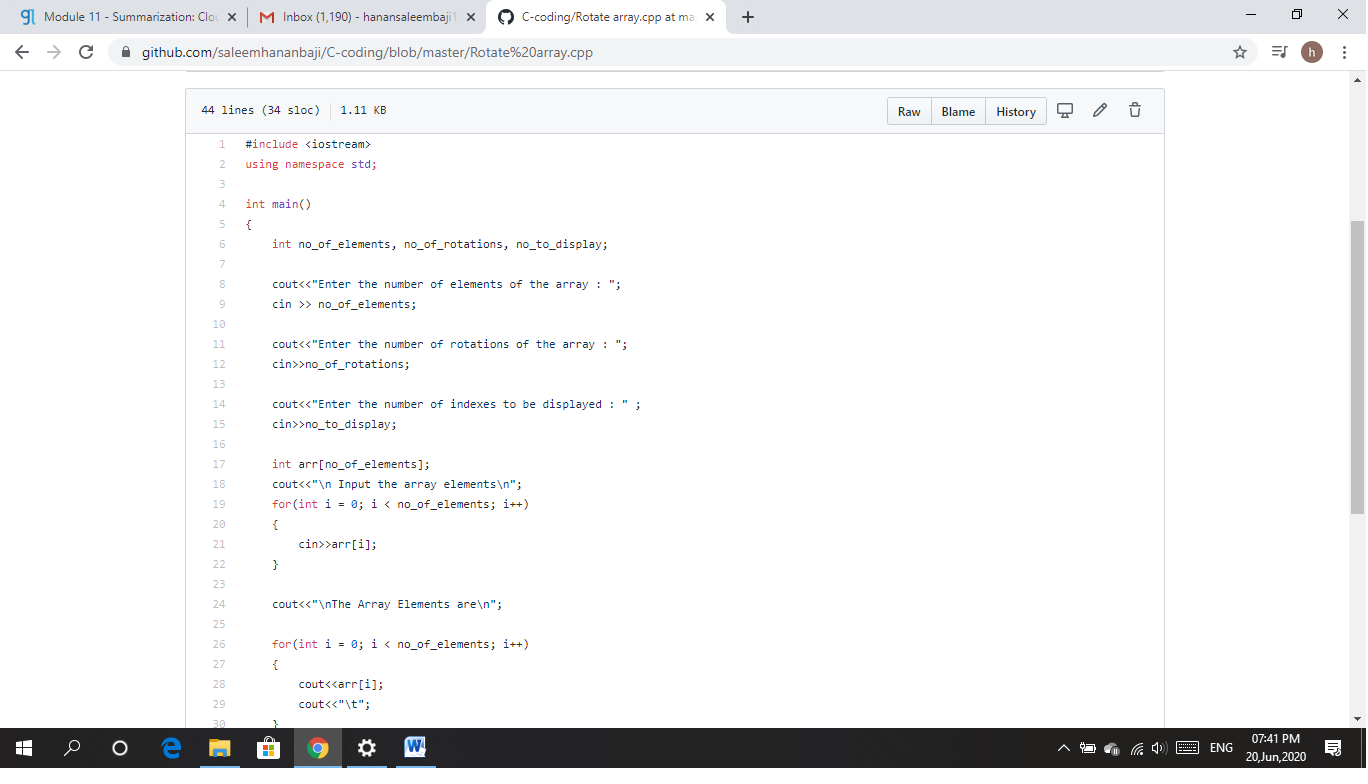 Module 11 - Summarization: Clo
Inbox (1,190) - hanansaleembaji1
C-coding/Rotate array.cpp at ma
github.com/saleemhananbaji/C-coding/blob/master/Rotate%20array.cpp
h
44 lines (34 sloc) 1.11 KB
Raw Blame History
1 #include <iostream>
2 using namespace std;
3
4 int main()
5 {
6 int no_of_elements, no_of_rotations, no_to_display;
7
8 cout<<"Enter the number of elements of the array : ";
9 cin >> no_of_elements;
10
11 cout<<"Enter the number of rotations of the array : ";
12 cin>>no_of_rotations;
13
14 cout<<"Enter the number of indexes to be displayed : " ;
15 cin>>no_to_display;
16
17 int arr[no_of_elements];
18 cout<<"\n Input the array elements\n";
19 for(int i = 0; i < no_of_elements; i++)
20 {
21 cin>>arr[i];
22 }
23
24 cout<<"\nThe Array Elements are\n";
25
26 for(int i = 0; i < no_of_elements; i++)
27 {
28 cout<<arr[i];
29 cout<<"\t";
30 }
ENG
07:41 PM
20,Jun,2020